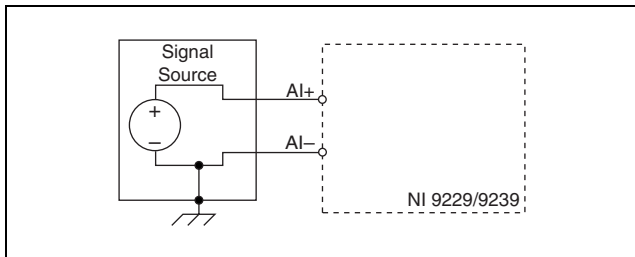 Signal
Source
AI+
+
–
AI–
NI 9229/9239